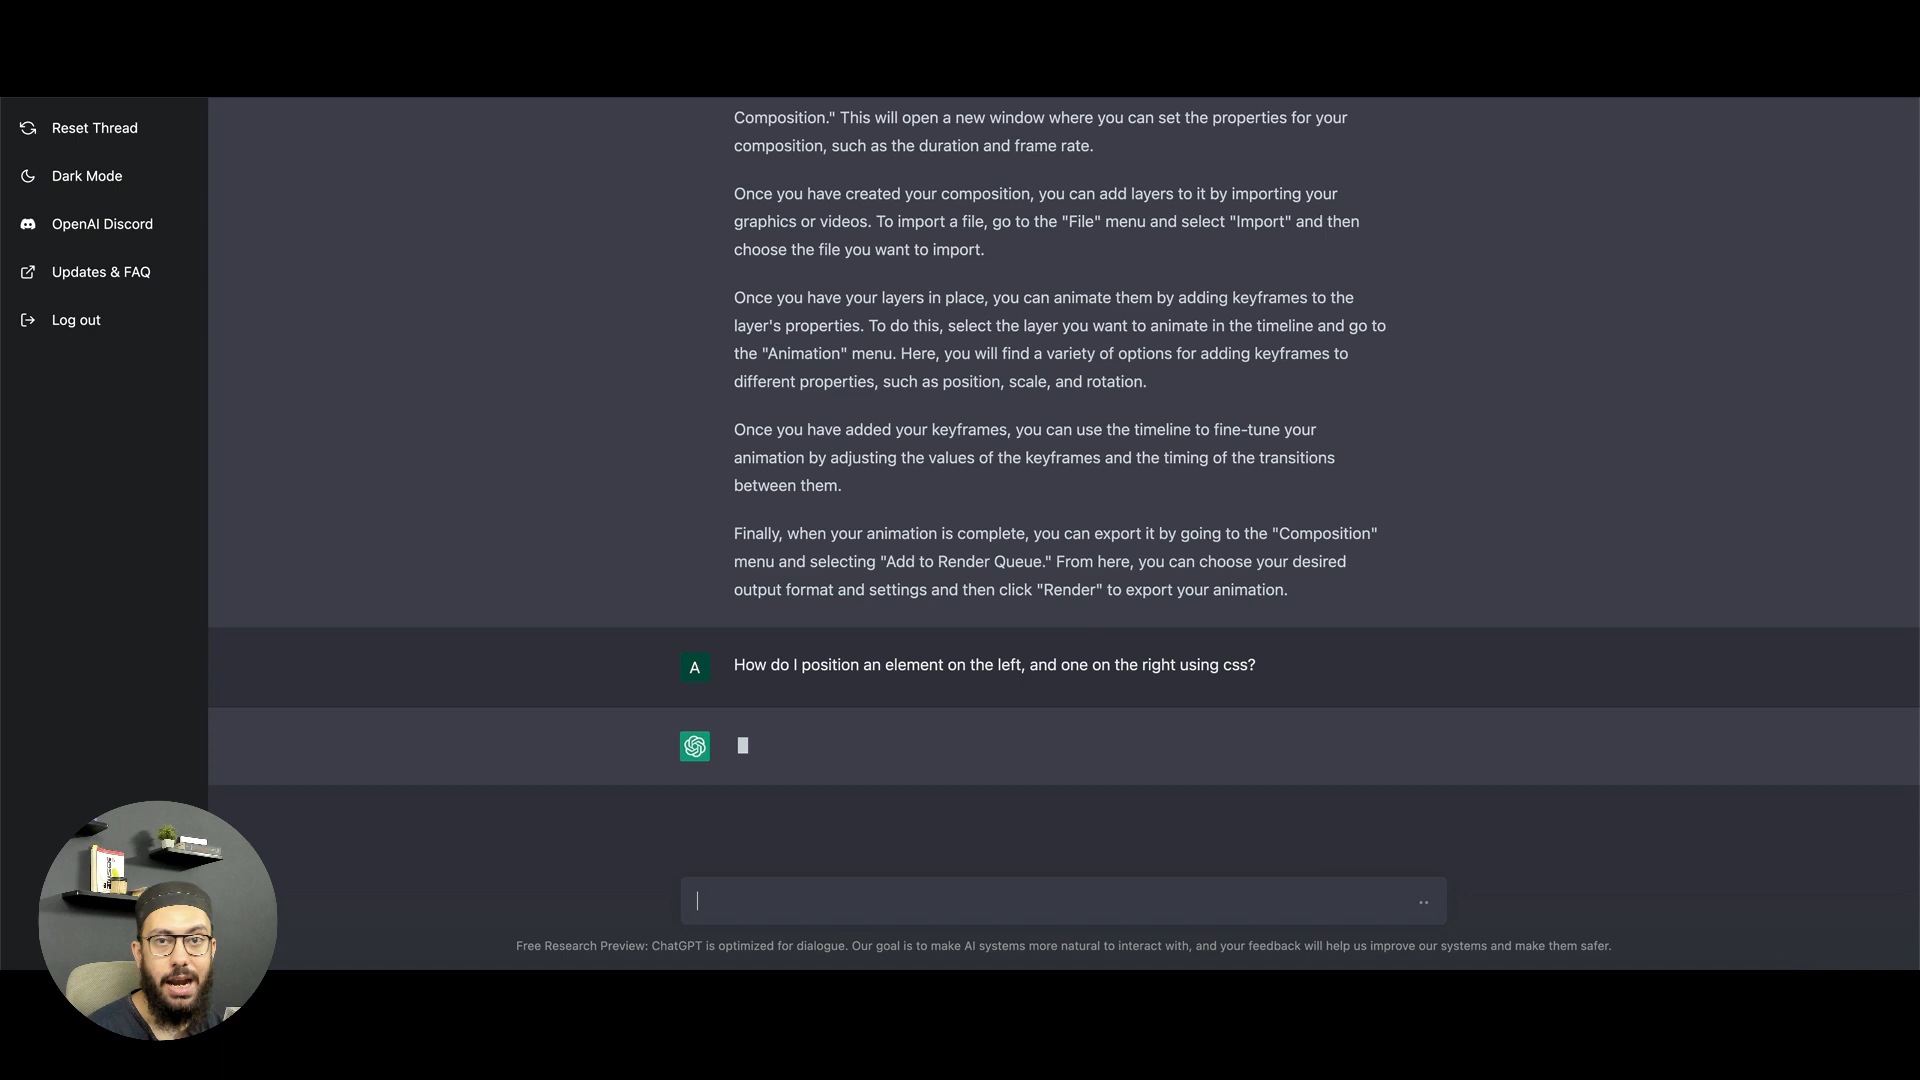 Reset Thread
Dark Mode
OpenAI Discord
Updates & FAQ
Log out
Composition." This will open a new window where you can set the properties for your
composition, such as the duration and frame rate.
Once you have created your composition, you can add layers to it by importing your
graphics or videos. To import a file, go to the "File" menu and select "Import" and then
choose the file you want to import.
Once you have your layers in place, you can animate them by adding keyframes to the
layer's properties. To do this, select the layer you want to animate in the timeline and go to
the "Animation" menu. Here, you will find a variety of options for adding keyframes to
different properties, such as position, scale, and rotation.
Once you have added your keyframes, you can use the timeline to fine-tune your
animation by adjusting the values of the keyframes and the timing of the transitions
between them.
Finally, when your animation is complete, you can export it by going to the "Composition"
menu and selecting "Add to Render Queue." From here, you can choose your desired
output format and settings and then click "Render" to export your animation.
A
How do I position an element on the left, and one on the right using css?
Free Research Preview: ChatGPT is optimized for dialogue. Our goal is to make AI systems more natural to interact with, and your feedback will help us improve our systems and make them safer.